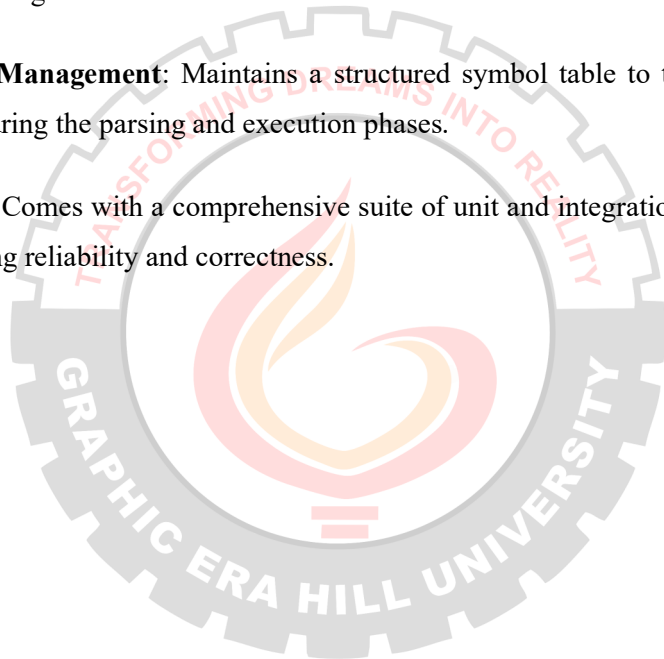 Management: Maintains a structured symbol table to
ring the parsing and execution phases.
Comes with a comprehensive suite of unit and integratio
g reliability and correctness.
TRANSFORMING DREAMS INTO REALITY
GRAPHIC ERA HILL UNIVERSITY